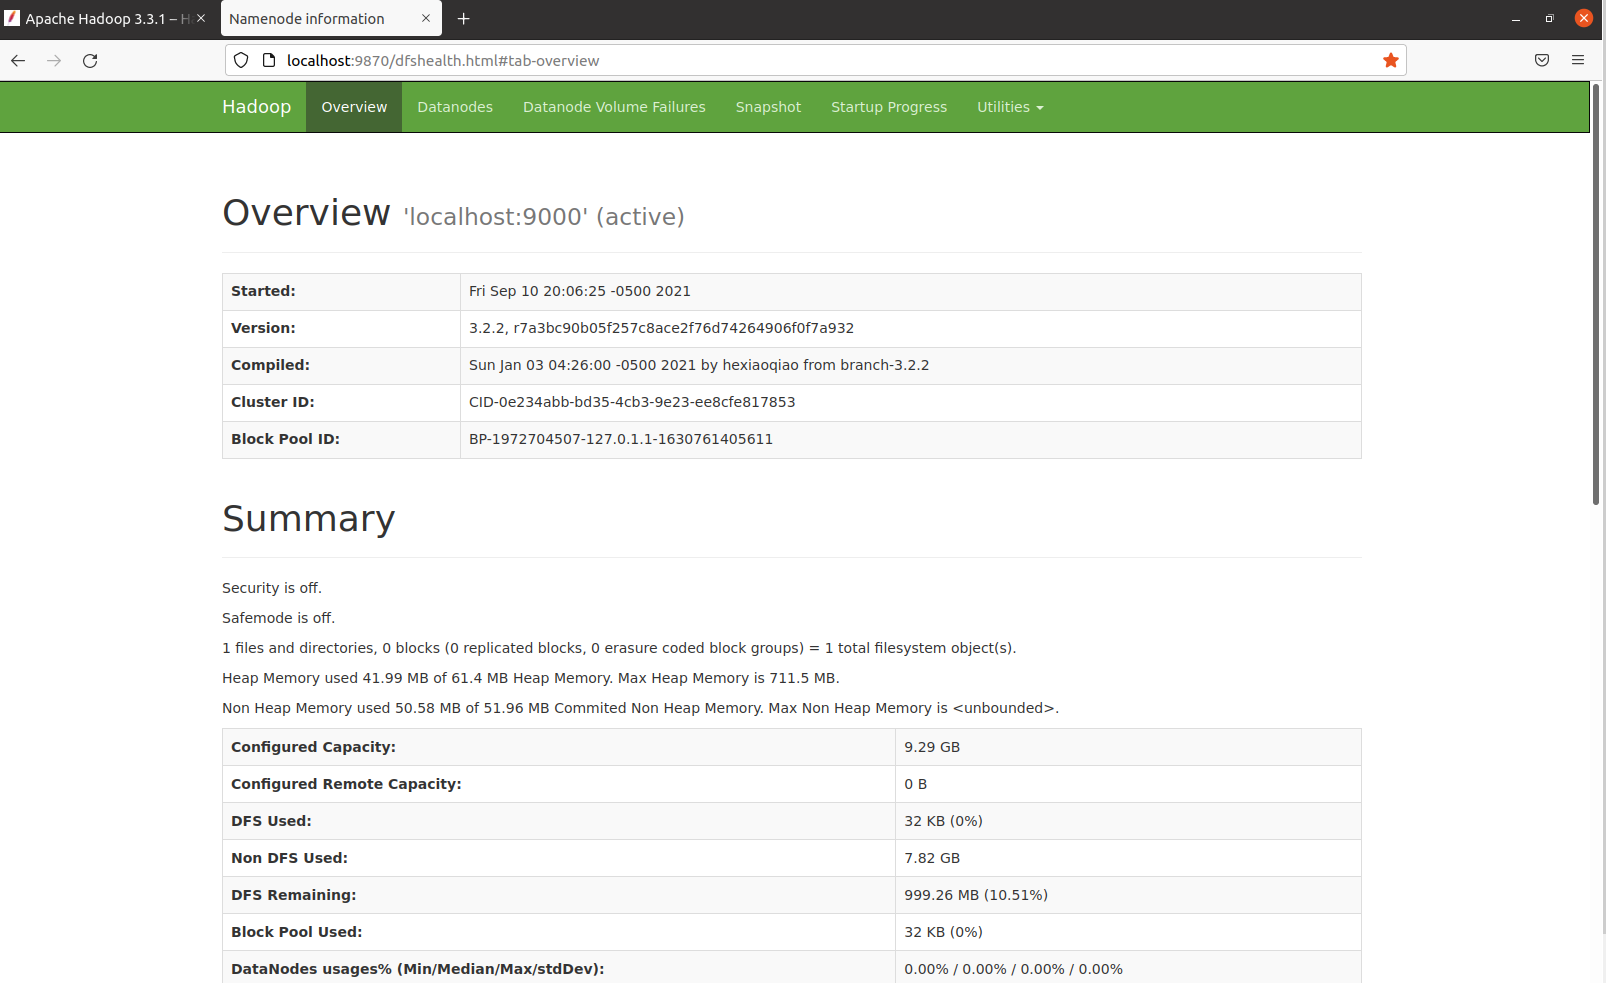 Apache Hadoop 3.3.1 – H
Namenode information
localhost:9870/dfshealth.html#tab-overview
Hadoop Overview Datanodes Datanode Volume Failures Snapshot Startup Progress Utilities
Overview 'localhost:9000' (active)
Started: Fri Sep 10 20:06:25 -0500 2021
Version: 3.2.2, r7a3bc90b05f257c8ace2f76d74264906f0f7a932
Compiled: Sun Jan 03 04:26:00 -0500 2021 by hexiaoqiao from branch-3.2.2
Cluster ID: CID-0e234abb-bd35-4cb3-9e23-ee8cfe817853
Block Pool ID: BP-1972704507-127.0.1.1-1630761405611
Summary
Security is off.
Safemode is off.
1 files and directories, 0 blocks (0 replicated blocks, 0 erasure coded block groups) = 1 total filesystem object(s).
Heap Memory used 41.99 MB of 61.4 MB Heap Memory. Max Heap Memory is 711.5 MB.
Non Heap Memory used 50.58 MB of 51.96 MB Commited Non Heap Memory. Max Non Heap Memory is <unbounded>.
Configured Capacity: 9.29 GB
Configured Remote Capacity: 0 B
DFS Used: 32 KB (0%)
Non DFS Used: 7.82 GB
DFS Remaining: 999.26 MB (10.51%)
Block Pool Used: 32 KB (0%)
DataNodes usages% (Min/Median/Max/stdDev): 0.00% / 0.00% / 0.00% / 0.00%